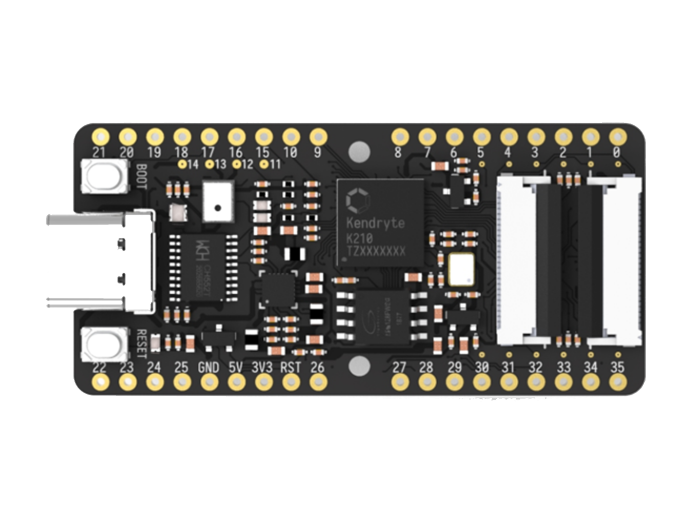 21 20 19 18 17 16 15 10 9 8 7 6 5 4 3 2 1 0
14 13 12 11
BOOT
Kendryte
K210
TZXXXXXXX
WCH
RESET
22 23 24 25 GND 5V 3V3 RST 26 27 28 29 30 31 32 33 34 35